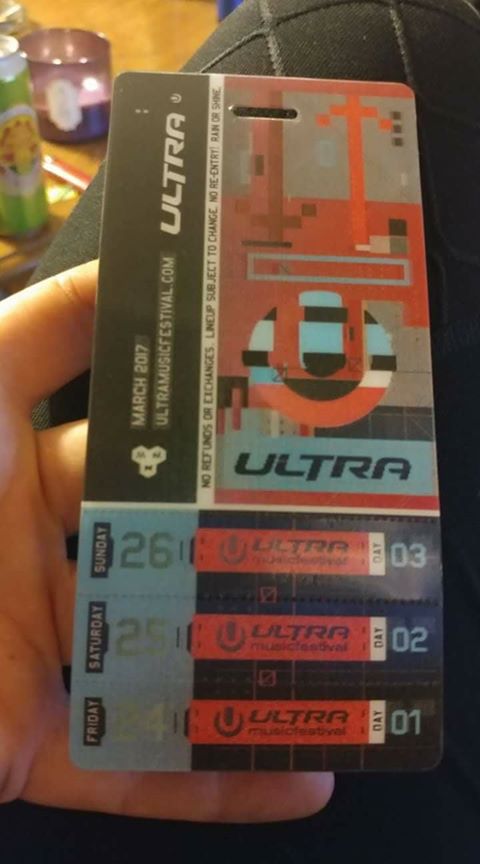 ULTRA
MARCH 2017
ULTRAMUSICFESTIVAL.COM
NO REFUNDS OR EXCHANGES. LINEUP SUBJECT TO CHANGE. NO RE-ENTRY! RAIN OR SHINE.
ULTRA
SUNDAY 26 ULTRA musicfestival DAY 03
SATURDAY 25 ULTRA musicfestival DAY 02
FRIDAY 24 ULTRA musicfestival DAY 01